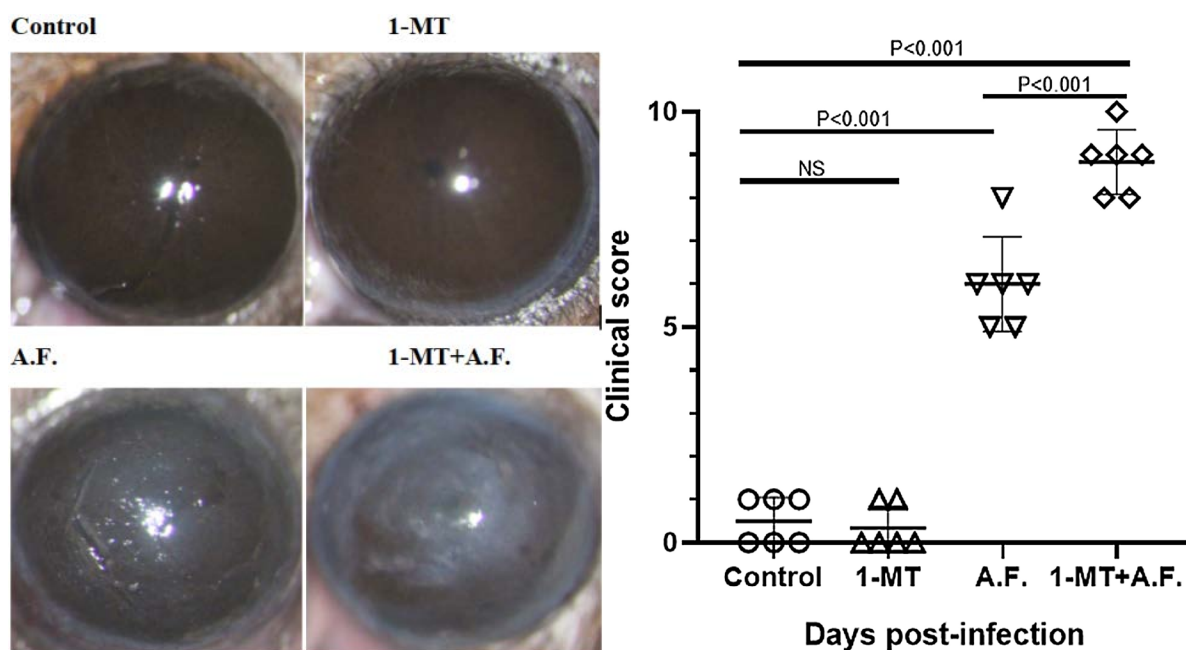 Control
1-MT
A.F.
1-MT+A.F.
P<0.001
P<0.001
P<0.001
NS
Clinical score
10
5
0
Control
1-MT
A.F.
1-MT+A.F.
Days post-infection